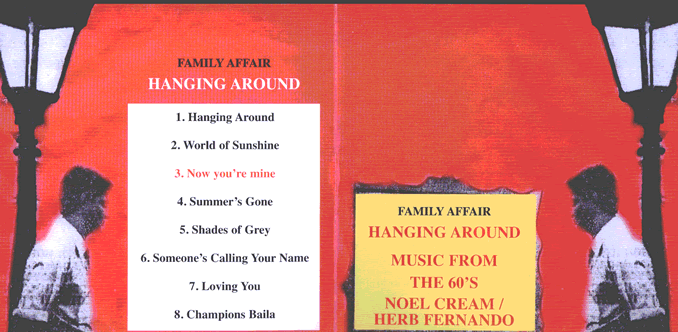 FAMILY AFFAIR
HANGING AROUND
1. Hanging Around
2. World of Sunshine
3. Now you're mine
4. Summer's Gone
5. Shades of Grey
6. Someone's Calling Your Name
7. Loving You
8. Champions Baila
FAMILY AFFAIR
HANGING AROUND
MUSIC FROM
THE 60'S
NOEL CREAM /
HERB FERNANDO